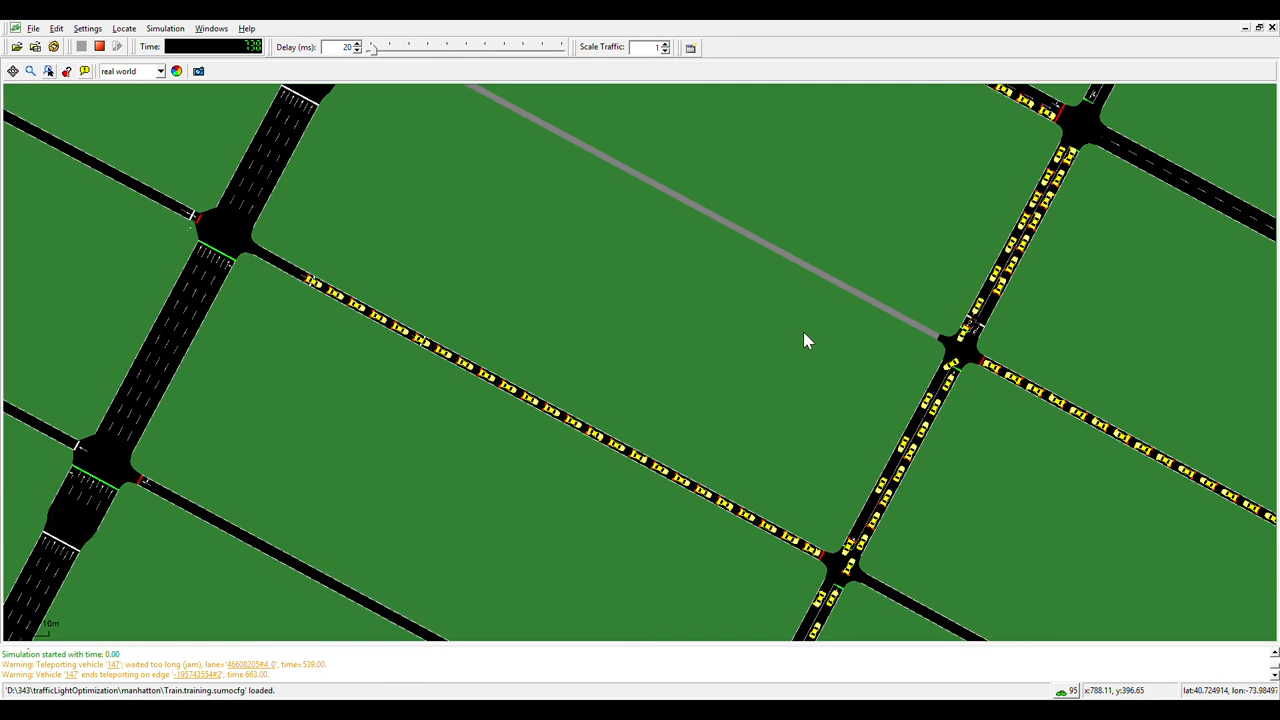 File Edit Settings Locate Simulation Windows Help
Time: 738 Delay (ms): 20 Scale Traffic: 1
real world
10m
Simulation started with time: 0.00
Warning: Teleporting vehicle '147'; waited too long (jam), lane='46608205#4_0', time=539.00.
Warning: Vehicle '147' ends teleporting on edge '-195743554#2', time 663.00.
'D:\343\trafficLightOptimization\manhatton\Train.training.sumocfg' loaded. 95 x:788.11, y:396.65 lat:40.724914, lon:-73.98497